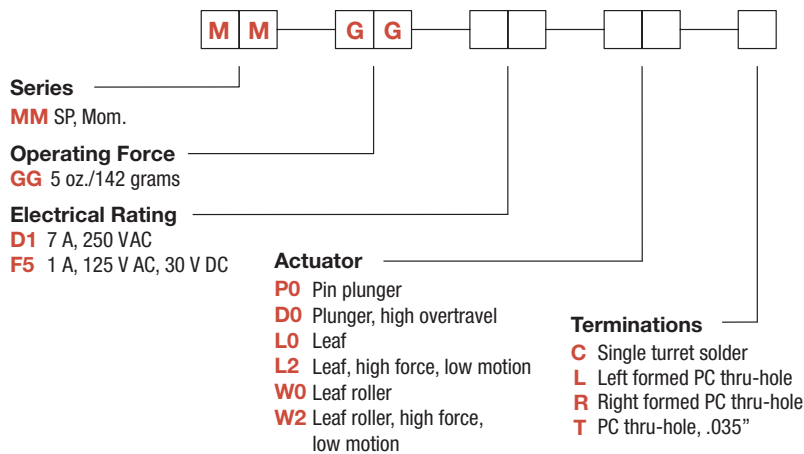 M M G G
Series
MM SP, Mom.
Operating Force
GG 5 oz./142 grams
Electrical Rating
D1 7 A, 250 VAC
F5 1 A, 125 V AC, 30 V DC
Actuator
P0 Pin plunger
D0 Plunger, high overtravel
L0 Leaf
L2 Leaf, high force, low motion
W0 Leaf roller
W2 Leaf roller, high force,
low motion
Terminations
C Single turret solder
L Left formed PC thru-hole
R Right formed PC thru-hole
T PC thru-hole, .035”